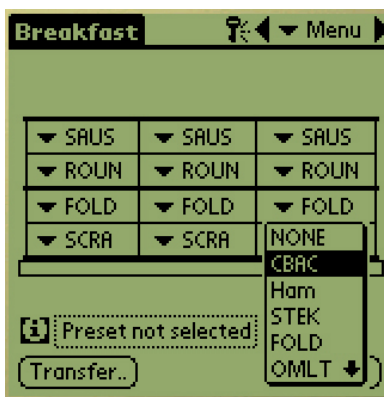 Breakfast Menu
SAUS SAUS SAUS
ROUN ROUN ROUN
FOLD FOLD FOLD
SCRA SCRA NONE
CBAC
Ham
Preset not selected STEK
FOLD
Transfer.. OMLT